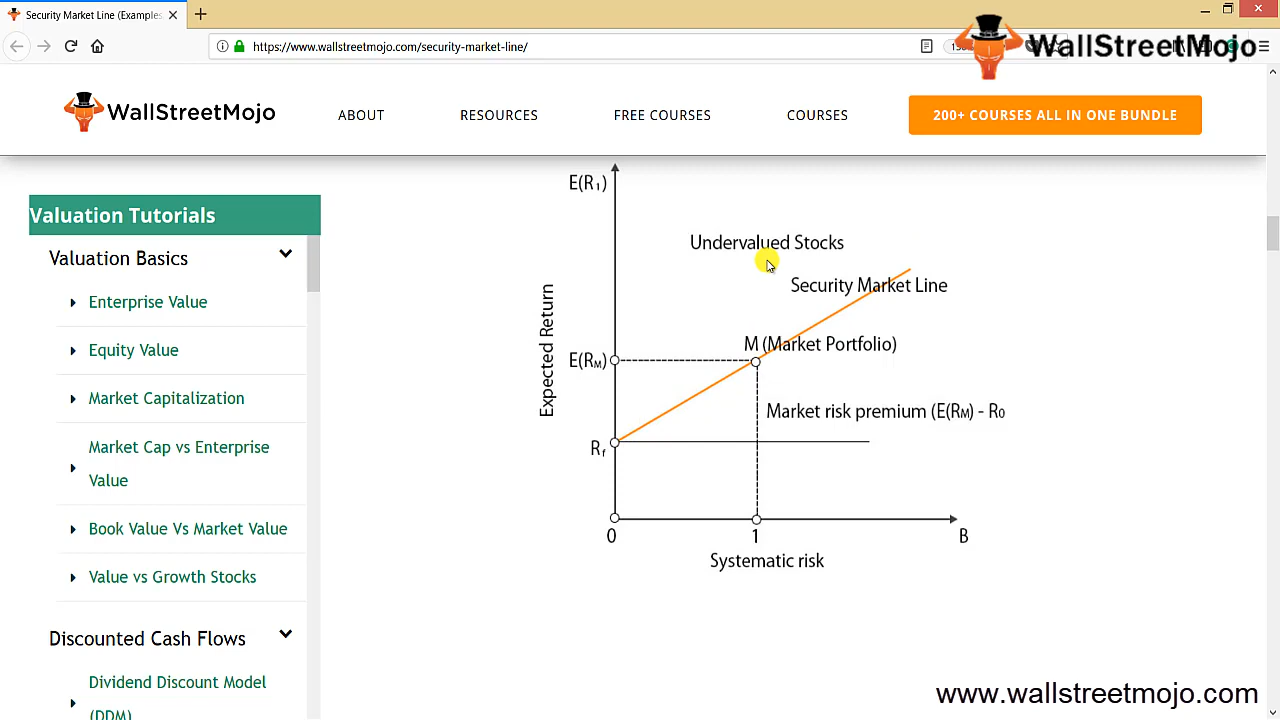 Security Market Line (Examples,
https://www.wallstreetmojo.com/security-market-line/
WallStreetMojo
WallStreetMojo
ABOUT
RESOURCES
FREE COURSES
COURSES
200+ COURSES ALL IN ONE BUNDLE
Valuation Tutorials
Valuation Basics
Enterprise Value
Equity Value
Market Capitalization
Market Cap vs Enterprise
Value
Book Value Vs Market Value
Value vs Growth Stocks
Discounted Cash Flows
Dividend Discount Model
(DDM)
E(R1)
Undervalued Stocks
Security Market Line
Expected Return
M (Market Portfolio)
E(RM)
Market risk premium (E(RM) - R0
Rf
0
1
B
Systematic risk
www.wallstreetmojo.com